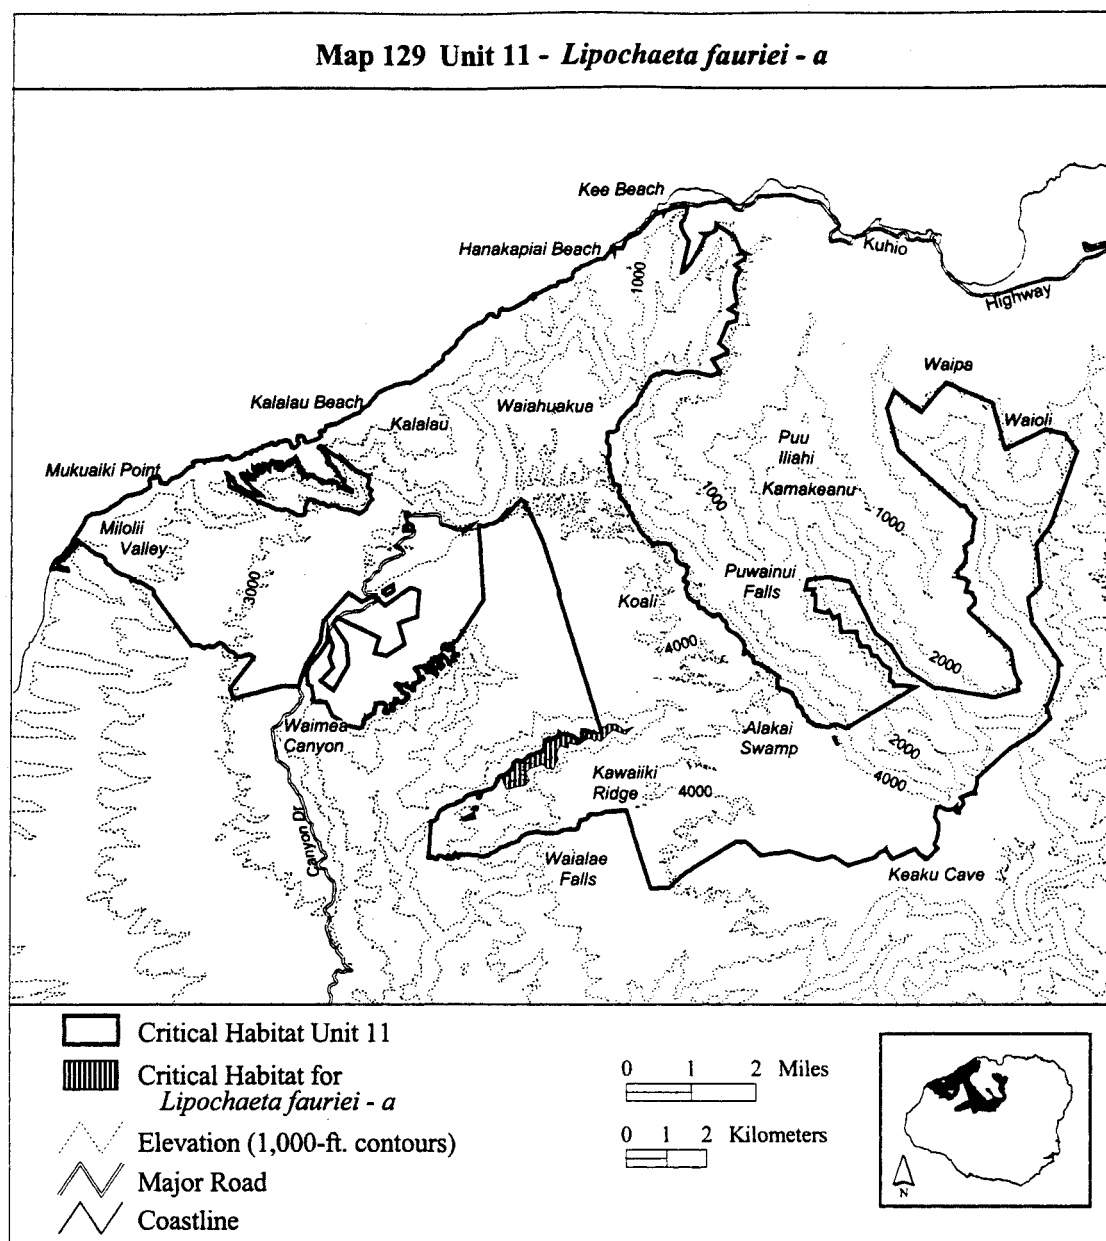 Map 129 Unit 11 - Lipochaeta fauriei - a
Kee Beach
Hanakapiai Beach
Kuhio
Highway
1000
Waipa
Kalalau Beach
Waiahuakua
Kalalau
Waioli
Puu
Iliahi
Mukuaiki Point
Kamakeanu
1000
1000
Milolii
Valley
3000
Puwainui
Falls
Koali
4000
2000
Waimea
Canyon
Alakai
Swamp
2000
4000
Kawaiiki
Ridge
4000
Canyon Dr
Waialae
Falls
Keaku Cave
Critical Habitat Unit 11
Critical Habitat for
Lipochaeta fauriei - a
Elevation (1,000-ft. contours)
Major Road
Coastline
0 1 2 Miles
0 1 2 Kilometers
N